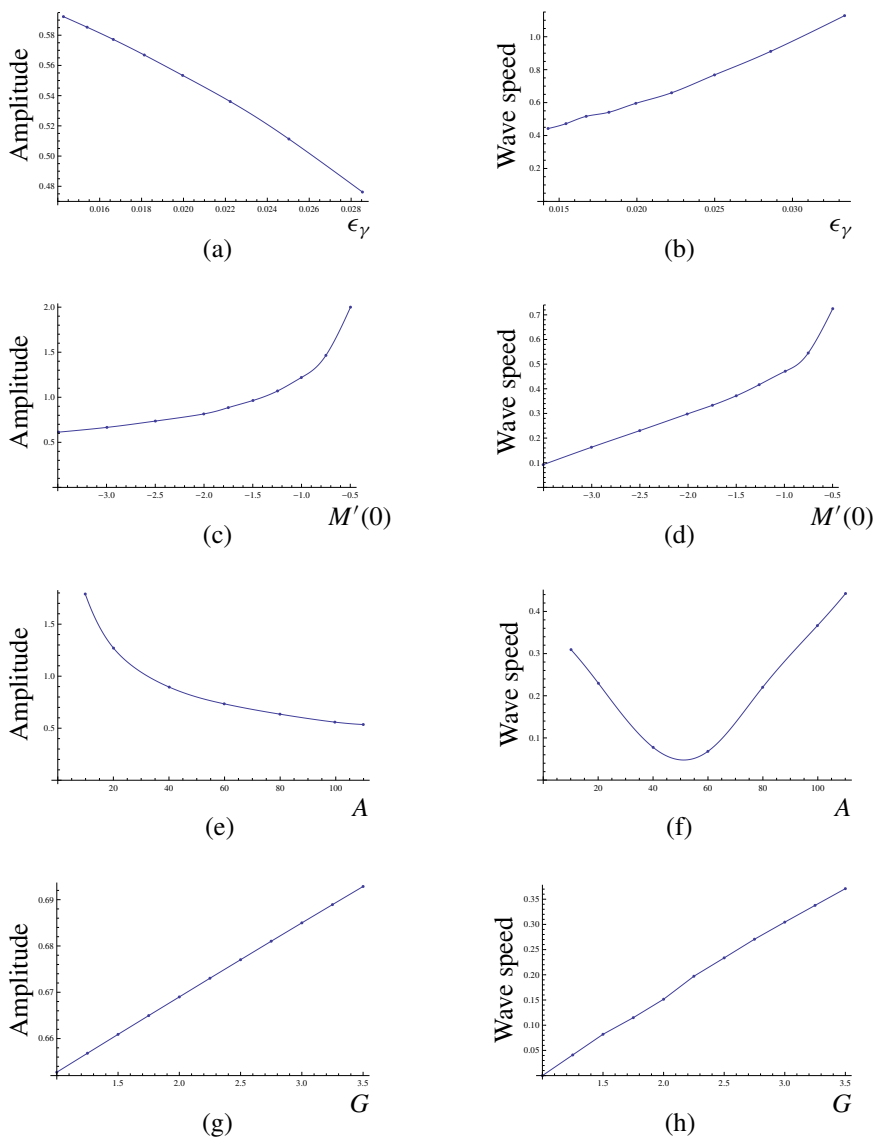 Amplitude
0.58
0.56
0.54
0.52
0.50
0.48
0.016 0.018 0.020 0.022 0.024 0.026 0.028
ϵγ
(a)
Wave speed
1.0
0.8
0.6
0.4
0.2
0.015 0.020 0.025 0.030
ϵγ
(b)
Amplitude
2.0
1.5
1.0
0.5
−3.0 −2.5 −2.0 −1.5 −1.0 −0.5
M′(0)
(c)
Wave speed
0.7
0.6
0.5
0.4
0.3
0.2
0.1
−3.0 −2.5 −2.0 −1.5 −1.0 −0.5
M′(0)
(d)
Amplitude
1.5
1.0
0.5
20 40 60 80 100
A
(e)
Wave speed
0.4
0.3
0.2
0.1
20 40 60 80 100
A
(f)
Amplitude
0.69
0.68
0.67
0.66
1.5 2.0 2.5 3.0 3.5
G
(g)
Wave speed
0.35
0.30
0.25
0.20
0.15
0.10
0.05
1.5 2.0 2.5 3.0 3.5
G
(h)